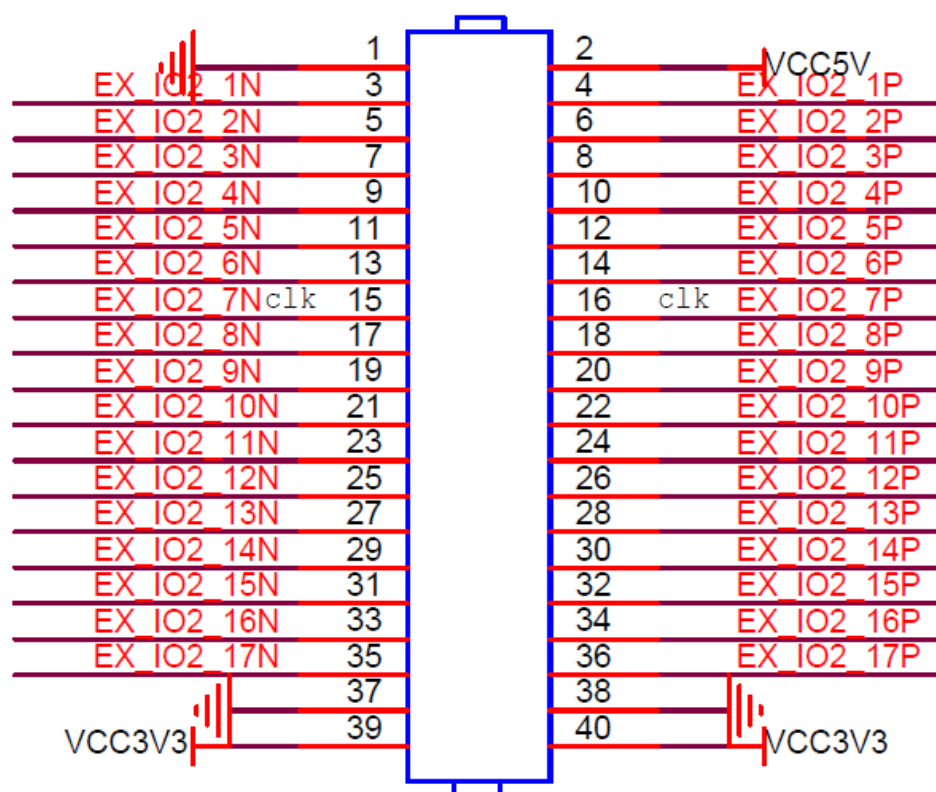 1 2 VCC5V
EX_IO2_1N 3 4 EX_IO2_1P
EX_IO2_2N 5 6 EX_IO2_2P
EX_IO2_3N 7 8 EX_IO2_3P
EX_IO2_4N 9 10 EX_IO2_4P
EX_IO2_5N 11 12 EX_IO2_5P
EX_IO2_6N 13 14 EX_IO2_6P
EX_IO2_7N clk 15 16 clk EX_IO2_7P
EX_IO2_8N 17 18 EX_IO2_8P
EX_IO2_9N 19 20 EX_IO2_9P
EX_IO2_10N 21 22 EX_IO2_10P
EX_IO2_11N 23 24 EX_IO2_11P
EX_IO2_12N 25 26 EX_IO2_12P
EX_IO2_13N 27 28 EX_IO2_13P
EX_IO2_14N 29 30 EX_IO2_14P
EX_IO2_15N 31 32 EX_IO2_15P
EX_IO2_16N 33 34 EX_IO2_16P
EX_IO2_17N 35 36 EX_IO2_17P
37 38
VCC3V3 39 40 VCC3V3